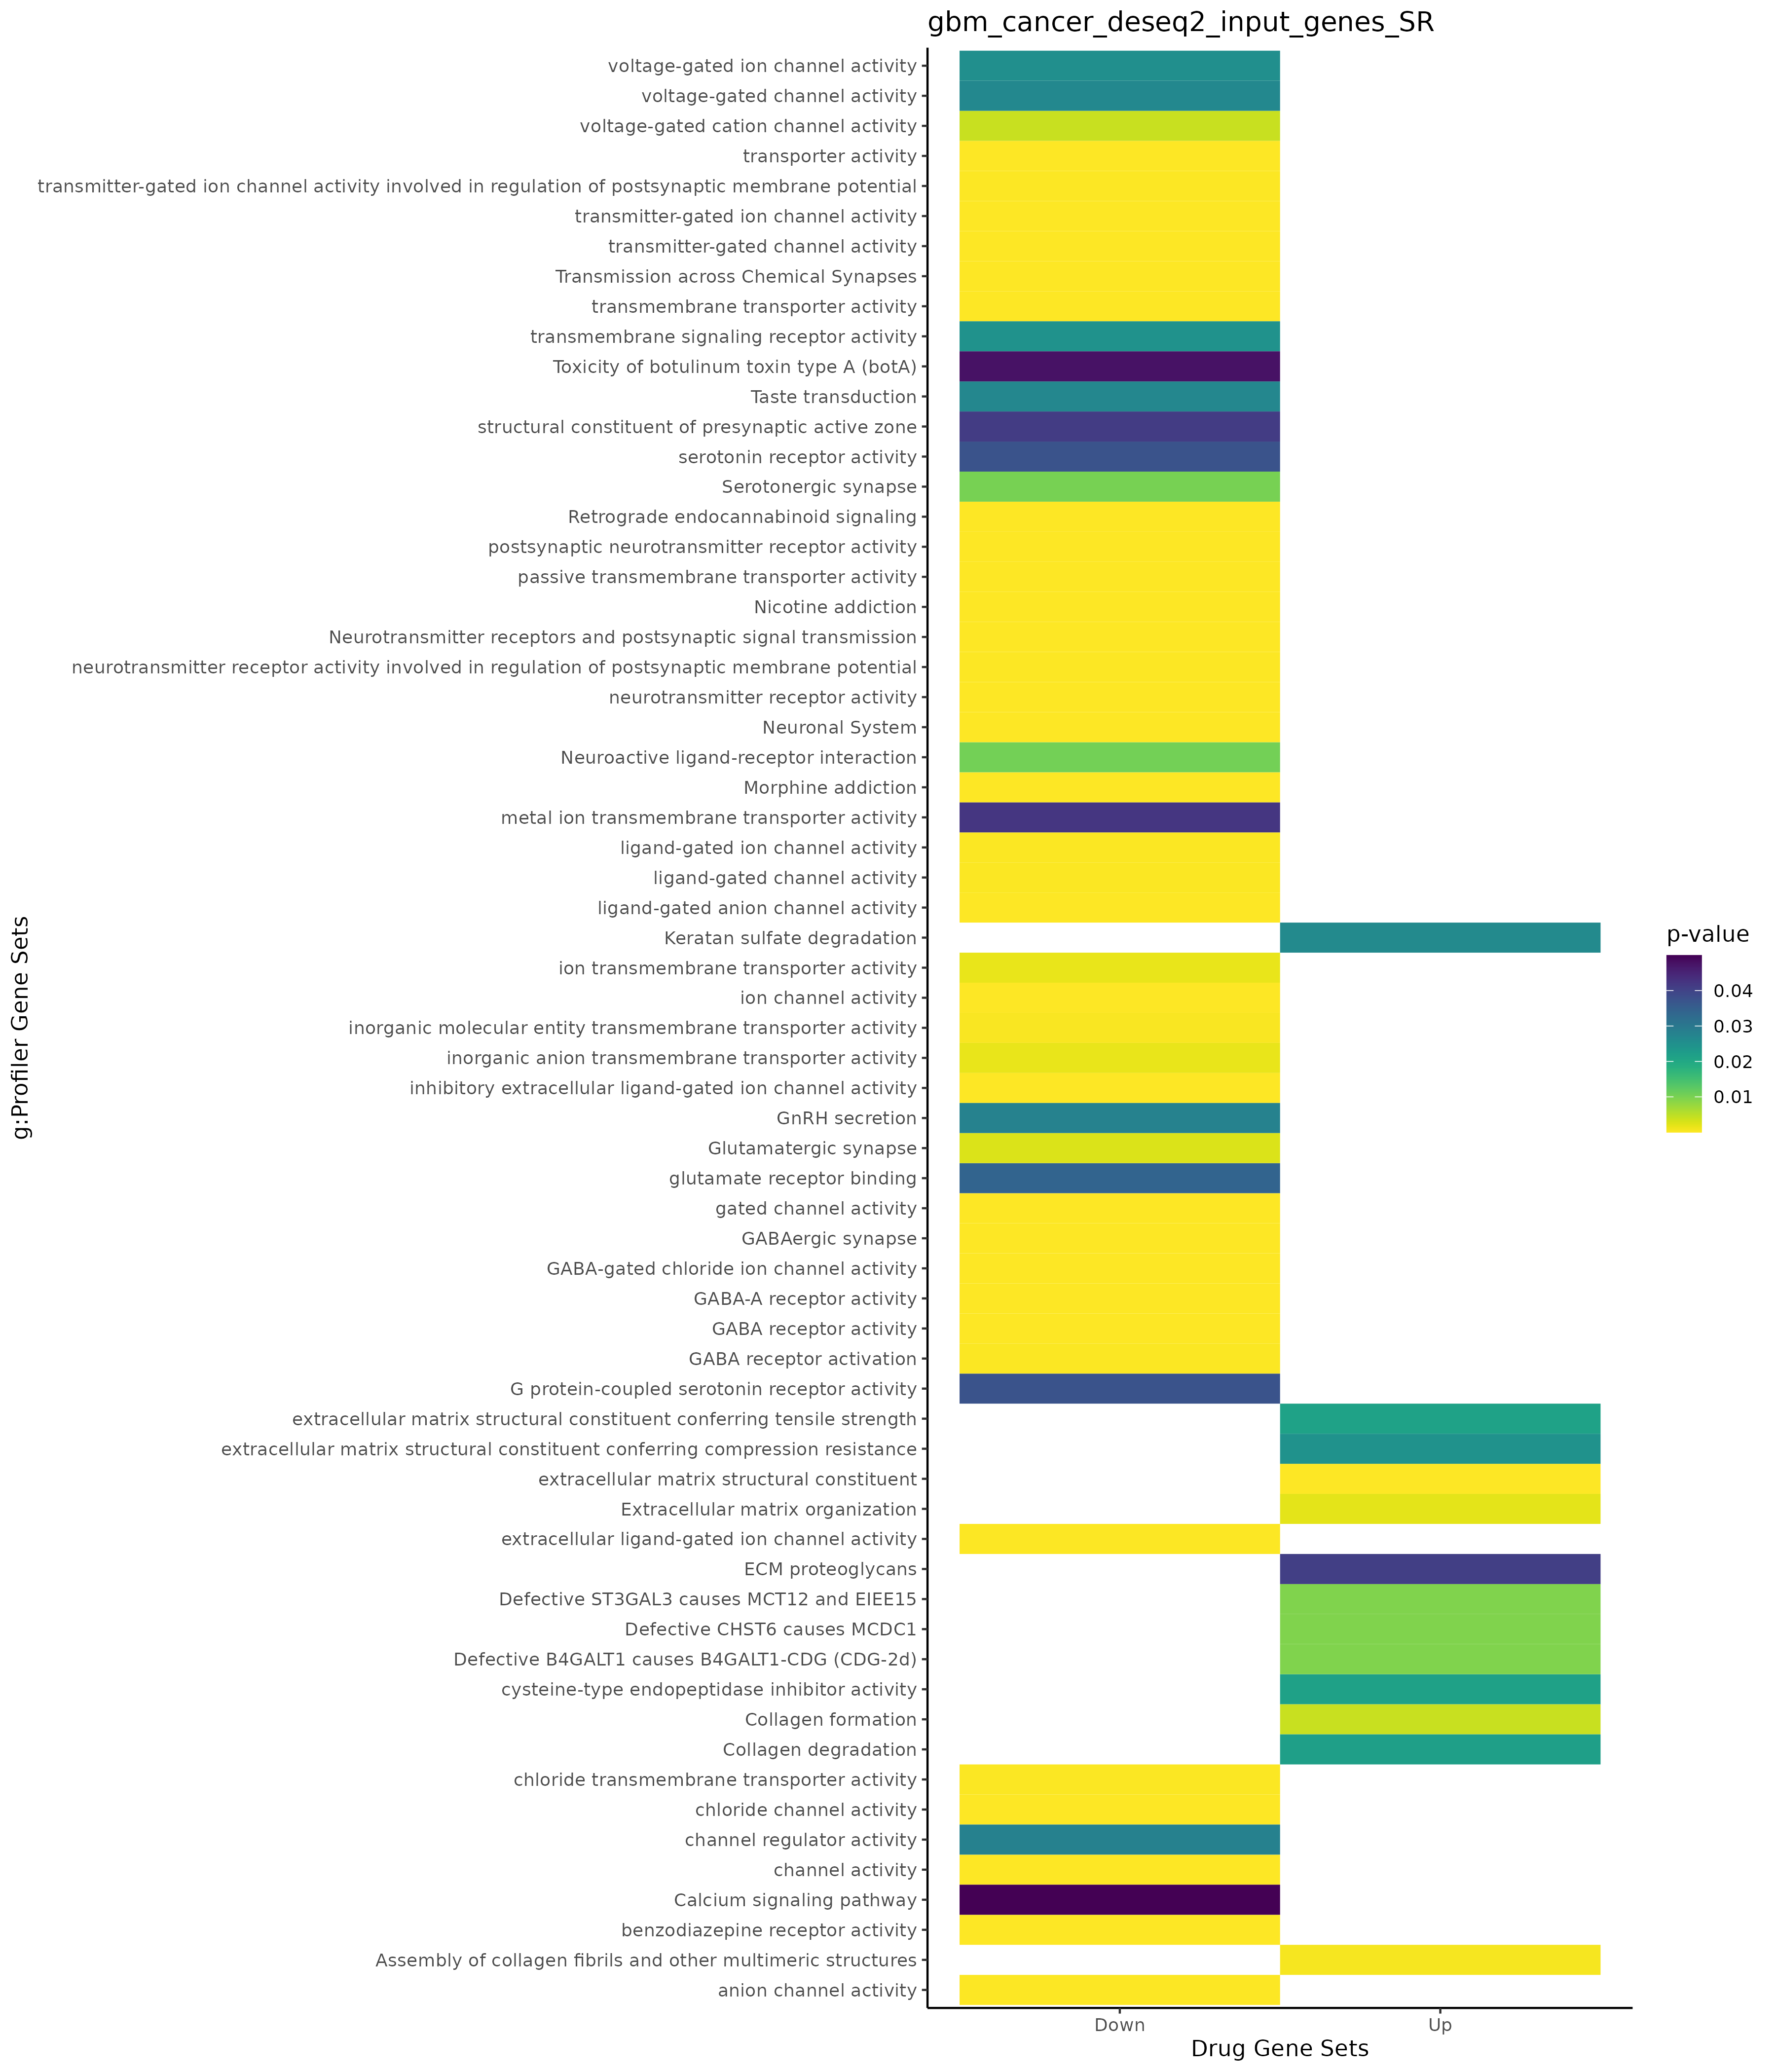 gbm_cancer_deseq2_input_genes_SR
voltage-gated ion channel activity
voltage-gated channel activity
voltage-gated cation channel activity
transporter activity
transmitter-gated ion channel activity involved in regulation of postsynaptic membrane potential
transmitter-gated ion channel activity
transmitter-gated channel activity
Transmission across Chemical Synapses
transmembrane transporter activity
transmembrane signaling receptor activity
Toxicity of botulinum toxin type A (botA)
Taste transduction
structural constituent of presynaptic active zone
serotonin receptor activity
Serotonergic synapse
Retrograde endocannabinoid signaling
postsynaptic neurotransmitter receptor activity
passive transmembrane transporter activity
Nicotine addiction
Neurotransmitter receptors and postsynaptic signal transmission
neurotransmitter receptor activity involved in regulation of postsynaptic membrane potential
neurotransmitter receptor activity
Neuronal System
Neuroactive ligand-receptor interaction
Morphine addiction
metal ion transmembrane transporter activity
ligand-gated ion channel activity
ligand-gated channel activity
ligand-gated anion channel activity
Keratan sulfate degradation
ion transmembrane transporter activity
ion channel activity
inorganic molecular entity transmembrane transporter activity
inorganic anion transmembrane transporter activity
inhibitory extracellular ligand-gated ion channel activity
GnRH secretion
Glutamatergic synapse
glutamate receptor binding
gated channel activity
GABAergic synapse
GABA-gated chloride ion channel activity
GABA-A receptor activity
GABA receptor activity
GABA receptor activation
G protein-coupled serotonin receptor activity
extracellular matrix structural constituent conferring tensile strength
extracellular matrix structural constituent conferring compression resistance
extracellular matrix structural constituent
Extracellular matrix organization
extracellular ligand-gated ion channel activity
ECM proteoglycans
Defective ST3GAL3 causes MCT12 and EIEE15
Defective CHST6 causes MCDC1
Defective B4GALT1 causes B4GALT1-CDG (CDG-2d)
cysteine-type endopeptidase inhibitor activity
Collagen formation
Collagen degradation
chloride transmembrane transporter activity
chloride channel activity
channel regulator activity
channel activity
Calcium signaling pathway
benzodiazepine receptor activity
Assembly of collagen fibrils and other multimeric structures
anion channel activity
g:Profiler Gene Sets
Down
Up
Drug Gene Sets
p-value
0.04
0.03
0.02
0.01